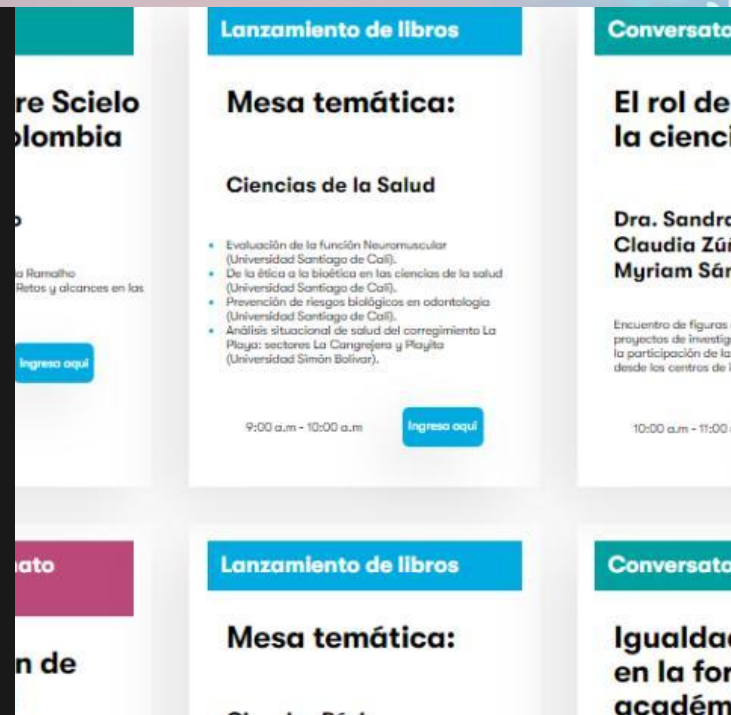 re Scielo
olombia
o
a Ramalho
Retos y alcances en las
Ingresa aquí
Lanzamiento de libros
Mesa temática:
Ciencias de la Salud
Evaluación de la función Neuromuscular
(Universidad Santiago de Cali).
De la ética a la bioética en las ciencias de la salud
(Universidad Santiago de Cali).
Prevención de riesgos biológicos en odontología
(Universidad Santiago de Cali).
Análisis situacional de salud del corregimiento La
Playa: sectores La Cangrejera y Playita
(Universidad Simón Bolívar).
9:00 a.m - 10:00 a.m
Ingresa aquí
Conversato
El rol de
la cienci
Dra. Sandra
Claudia Zúñ
Myriam Sár
Encuentro de figuras
proyectos de investig
la participación de la
desde los centros de
10:00 a.m - 11:00
ato
n de
Lanzamiento de libros
Mesa temática:
Conversato
Igualdad
en la for
académ